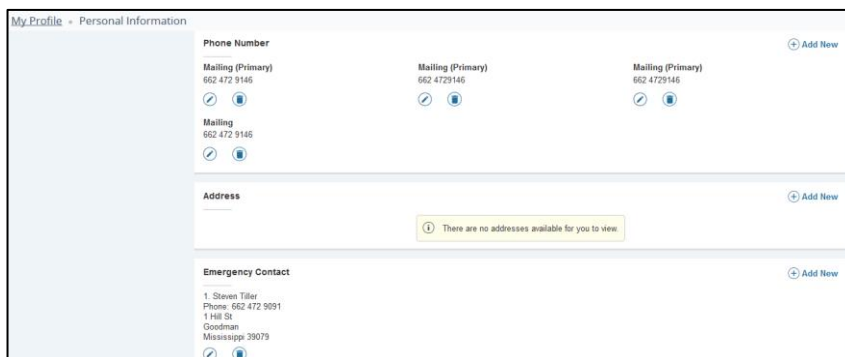 My Profile • Personal Information
Phone Number
Add New
Mailing (Primary)
662 472 9146
Mailing (Primary)
662 4729146
Mailing (Primary)
662 4729146
Mailing
662 472 9146
Address
Add New
There are no addresses available for you to view.
Emergency Contact
Add New
1. Steven Tiller
Phone: 662 472 9091
1 Hill St
Goodman
Mississippi 39079